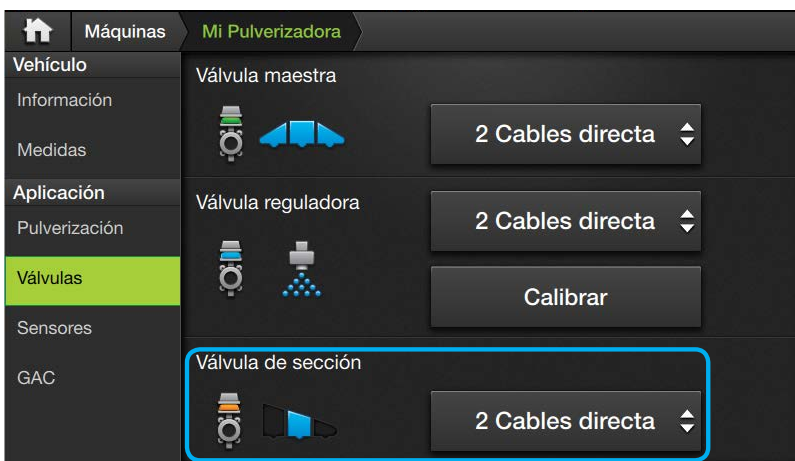 Máquinas
Mi Pulverizadora
Vehículo
Información
Medidas
Aplicación
Pulverización
Válvulas
Sensores
GAC
Válvula maestra
2 Cables directa
Válvula reguladora
2 Cables directa
Calibrar
Válvula de sección
2 Cables directa